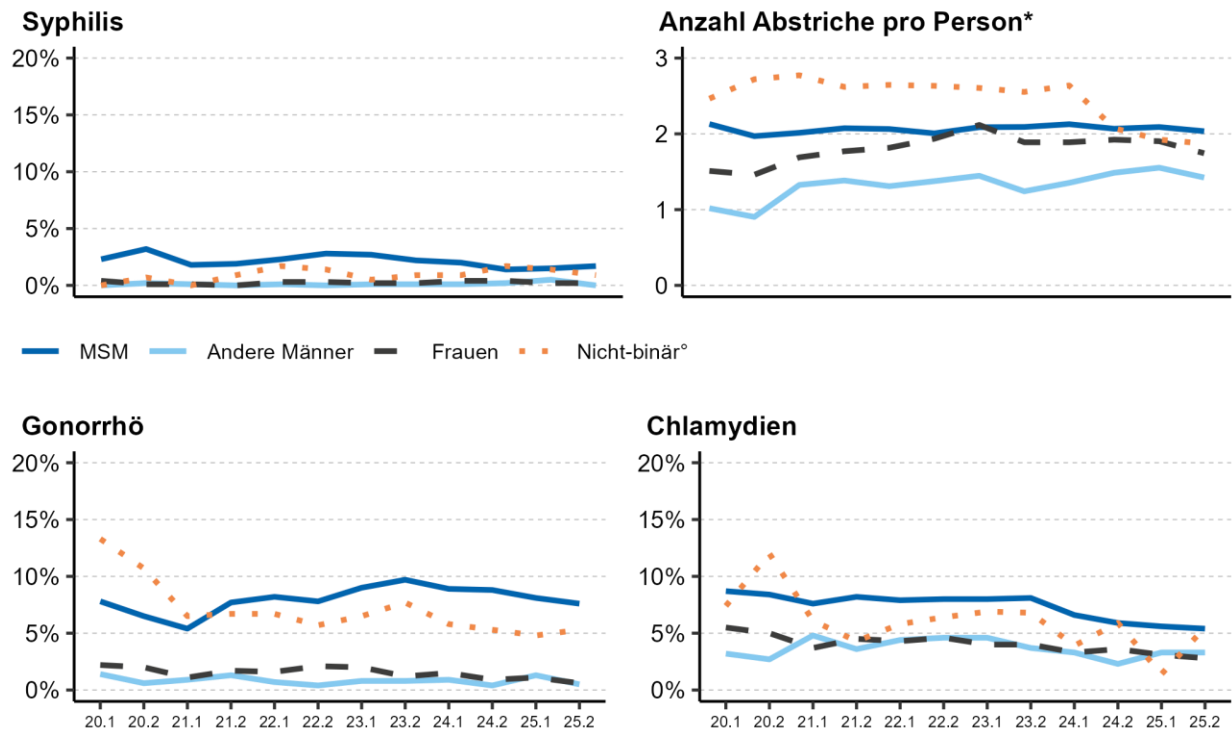 Syphilis
20%
15%
10%
5%
0%
Anzahl Abstriche pro Person*
3
2
1
0
MSM Andere Männer Frauen Nicht-binär°
Gonorrhö
20%
15%
10%
5%
0%
20.1 20.2 21.1 21.2 22.1 22.2 23.1 23.2 24.1 24.2 25.1 25.2
Chlamydien
20%
15%
10%
5%
0%
20.1 20.2 21.1 21.2 22.1 22.2 23.1 23.2 24.1 24.2 25.1 25.2